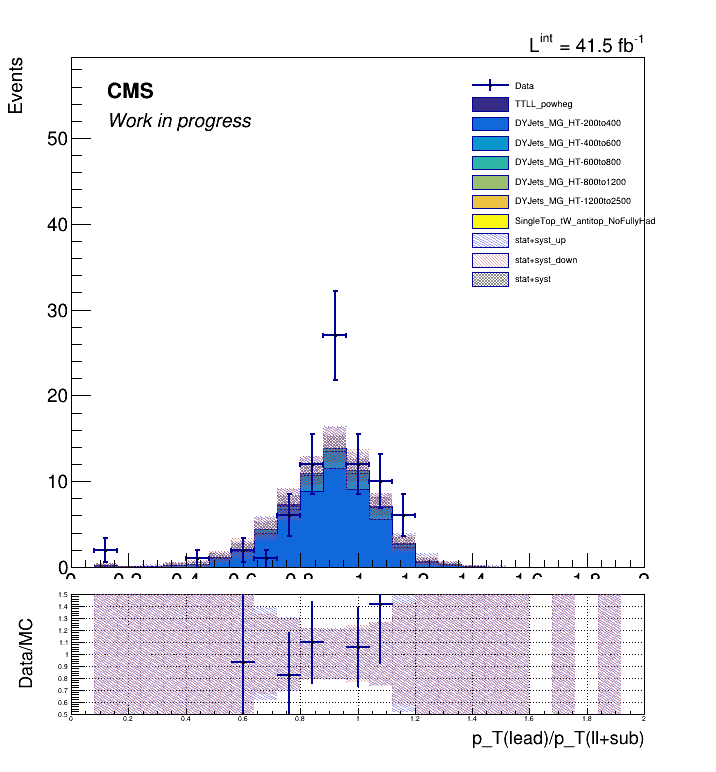 L^int = 41.5 fb^-1
Events
CMS
Work in progress
Data
TTLL_powheg
DYJets_MG_HT-200to400
DYJets_MG_HT-400to600
DYJets_MG_HT-600to800
DYJets_MG_HT-800to1200
DYJets_MG_HT-1200to2500
SingleTop_tW_antitop_NoFullyHad
stat+syst_up
stat+syst_down
stat+syst
50
40
30
20
10
0
0 0.2 0.4 0.6 0.8 1 1.2 1.4 1.6 1.8 2
Data/MC
1.5
1.4
1.3
1.2
1.1
1
0.9
0.8
0.7
0.6
0.5
0 0.2 0.4 0.6 0.8 1 1.2 1.4 1.6 1.8 2
p_T(lead)/p_T(ll+sub)